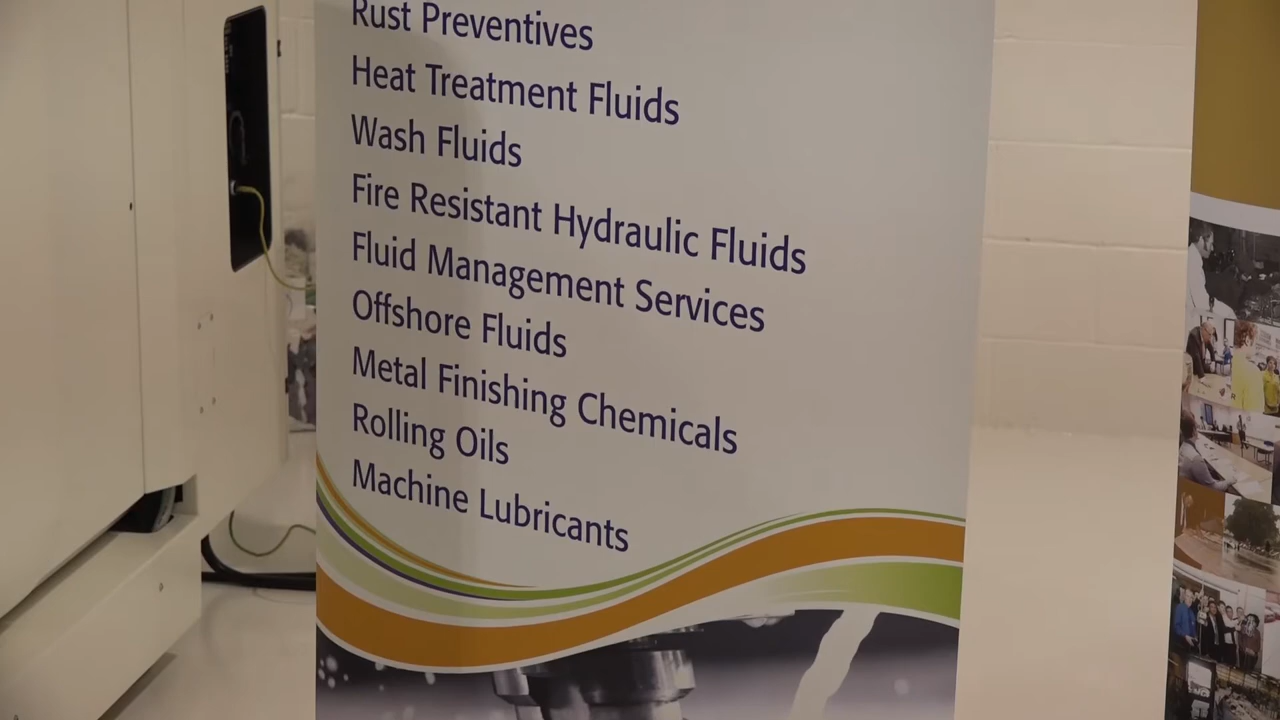 Rust Preventives
Heat Treatment Fluids
Wash Fluids
Fire Resistant Hydraulic Fluids
Fluid Management Services
Offshore Fluids
Metal Finishing Chemicals
Rolling Oils
Machine Lubricants